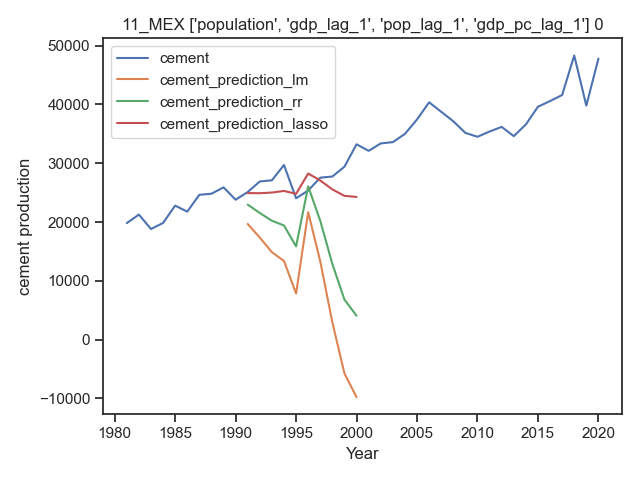 11_MEX ['population', 'gdp_lag_1', 'pop_lag_1', 'gdp_pc_lag_1'] 0
cement
cement_prediction_lm
cement_prediction_rr
cement_prediction_lasso
50000
40000
30000
20000
10000
0
−10000
cement production
1980
1985
1990
1995
2000
2005
2010
2015
2020
Year